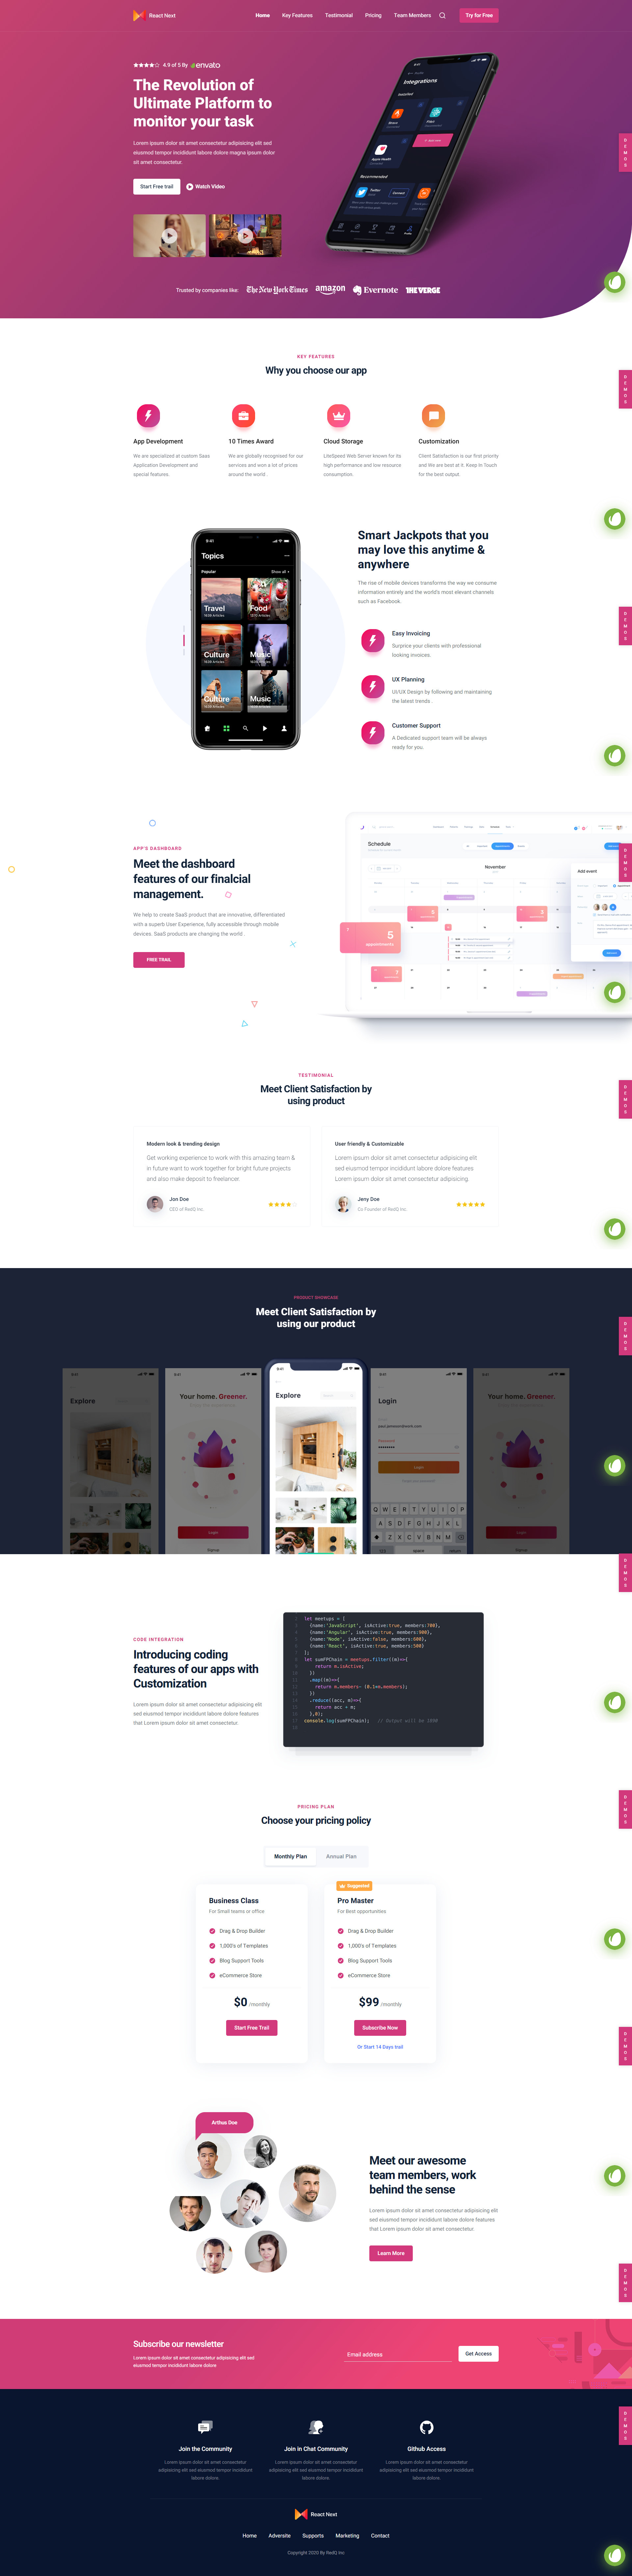 React Next
Home
Key Features
Testimonial
Pricing
Team Members
Try for Free
4.9 of 5 By envato
The Revolution of
Ultimate Platform to
monitor your task
Lorem ipsum dolor sit amet consectetur adipisicing elit sed
eiusmod tempor incididunt labore dolore magna ipsum dolor
sit amet consectetur.
Start Free trail
Watch Video
Integrations
Trusted by companies like:
The New York Times
amazon
Evernote
THE VERGE
DEMOS
KEY FEATURES
Why you choose our app
App Development
We are specialized at custom Saas
Application Development and
special features.
10 Times Award
We are globally recognised for our
services and won a lot of prices
around the world .
Cloud Storage
LiteSpeed Web Server known for its
high performance and low resource
consumption.
Customization
Client Satisfaction is our first priority
and We are best at it. Keep In Touch
for the best output.
9:41
Topics
Popular
Show all
Travel
Food
Culture
Music
Culture
Music
Smart Jackpots that you
may love this anytime &
anywhere
The rise of mobile devices transforms the way we consume
information entirely and the world's most elevant channels
such as Facebook.
Easy Invoicing
Surprice your clients with professional
looking invoices.
UX Planning
UI/UX Design by following and maintaining
the latest trends .
Customer Support
A Dedicated support team will be always
ready for you.
APP'S DASHBOARD
Meet the dashboard
features of our finalcial
management.
We help to create SaaS product that are innovative, differentiated
with a superb User Experience, fully accessible through mobile
devices. SaaS products are changing the world .
FREE TRAIL
Schedule
November
Add event
5
appointments
TESTIMONIAL
Meet Client Satisfaction by
using product
Modern look & trending design
Get working experience to work with this amazing team &
in future want to work together for bright future projects
and also make deposit to freelancer.
Jon Doe
CEO of RedQ Inc.
User friendly & Customizable
Lorem ipsum dolor sit amet consectetur adipisicing elit
sed eiusmod tempor incididunt labore dolore features
Lorem ipsum dolor sit amet consectetur adipisicing.
Jeny Doe
Co Founder of RedQ Inc.
PRODUCT SHOWCASE
Meet Client Satisfaction by
using our product
Explore
Your home. Greener.
Login
Explore
Login
Q W E R T Y U I O P
A S D F G H J K L
Z X C V B N M
Your home. Greener.
Login
CODE INTEGRATION
Introducing coding
features of our apps with
Customization
Lorem ipsum dolor sit amet consectetur adipisicing elit
sed eiusmod tempor incididunt labore dolore features
that Lorem ipsum dolor sit amet consectetur.
let meetups = [
{name:'JavaScript', isActive:true, members:700},
{name:'Angular', isActive:true, members:900},
{name:'Node', isActive:false, members:600},
{name:'React', isActive:true, members:500}
];
let sumFPChain = meetups.filter((m)=>{
return m.isActive;
})
.map((m)=>{
return m.members- (0.1*m.members);
})
.reduce((acc, m)=>{
return acc + m;
},0);
console.log(sumFPChain); // Output will be 1890
PRICING PLAN
Choose your pricing policy
Monthly Plan
Annual Plan
Business Class
For Small teams or office
Drag & Drop Builder
1,000's of Templates
Blog Support Tools
eCommerce Store
$0 /monthly
Start Free Trail
Suggested
Pro Master
For Best opportunities
Drag & Drop Builder
1,000's of Templates
Blog Support Tools
eCommerce Store
$99 /monthly
Subscribe Now
Or Start 14 Days trail
Arthus Doe
Meet our awesome
team members, work
behind the sense
Lorem ipsum dolor sit amet consectetur adipisicing elit
sed eiusmod tempor incididunt labore dolore features
that Lorem ipsum dolor sit amet consectetur.
Learn More
Subscribe our newsletter
Lorem ipsum dolor sit amet consectetur adipisicing elit sed
eiusmod tempor incididunt labore dolore
Email address
Get Access
Join the Community
Lorem ipsum dolor sit amet consectetur
adipisicing elit sed eiusmod tempor incididunt
labore dolore.
Join in Chat Community
Lorem ipsum dolor sit amet consectetur
adipisicing elit sed eiusmod tempor incididunt
labore dolore.
Github Access
Lorem ipsum dolor sit amet consectetur
adipisicing elit sed eiusmod tempor incididunt
labore dolore.
React Next
Home
Adversite
Supports
Marketing
Contact
Copyright 2020 By RedQ Inc